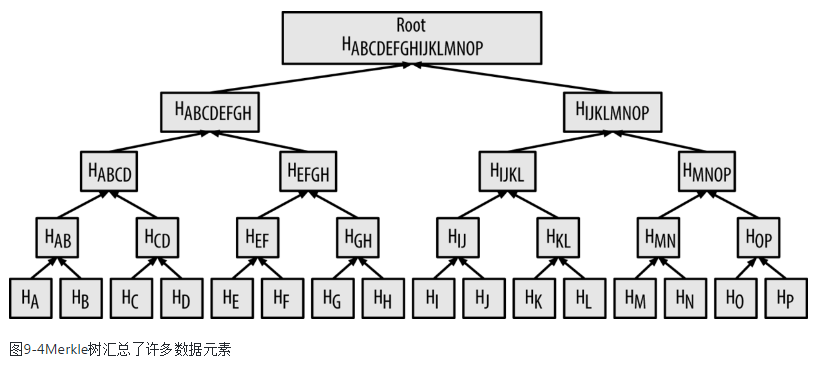 Root
HABCDEFGHIJKLMNOP
HABCDEFGH
HIJKLMNOP
HABCD
HEFGH
HIJKL
HMNOP
HAB
HCD
HEF
HGH
HIJ
HKL
HMN
HOP
HA
HB
HC
HD
HE
HF
HG
HH
HI
HJ
HK
HL
HM
HN
HO
HP
图9-4Merkle树汇总了许多数据元素